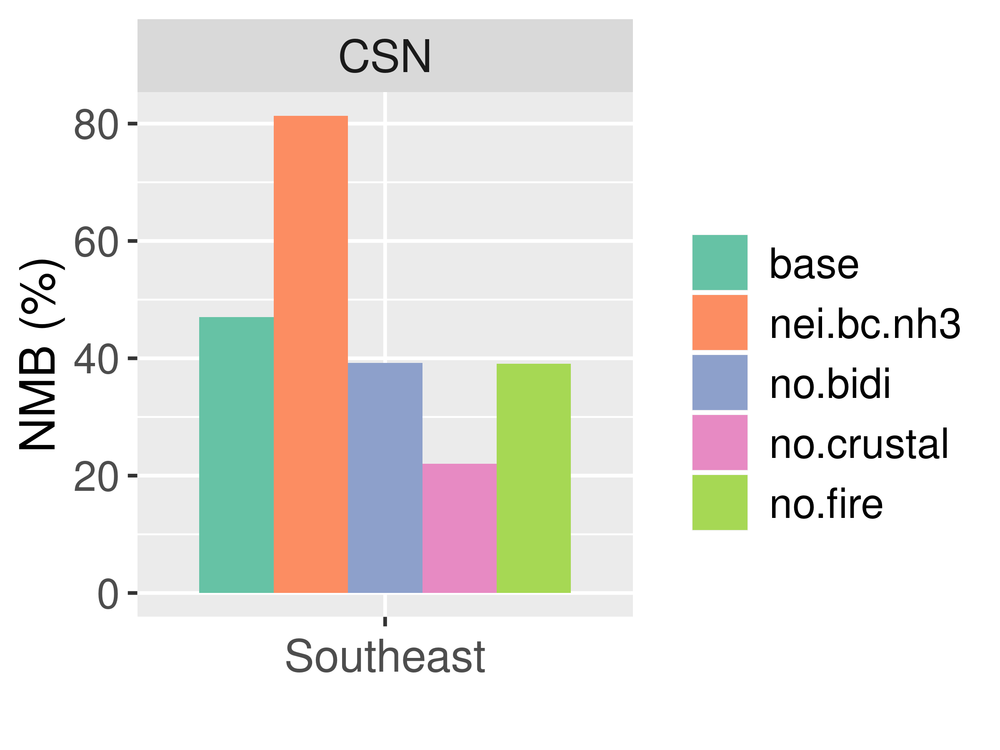 CSN
NMB (%)
80
60
40
20
0
Southeast
base
nei.bc.nh3
no.bidi
no.crustal
no.fire